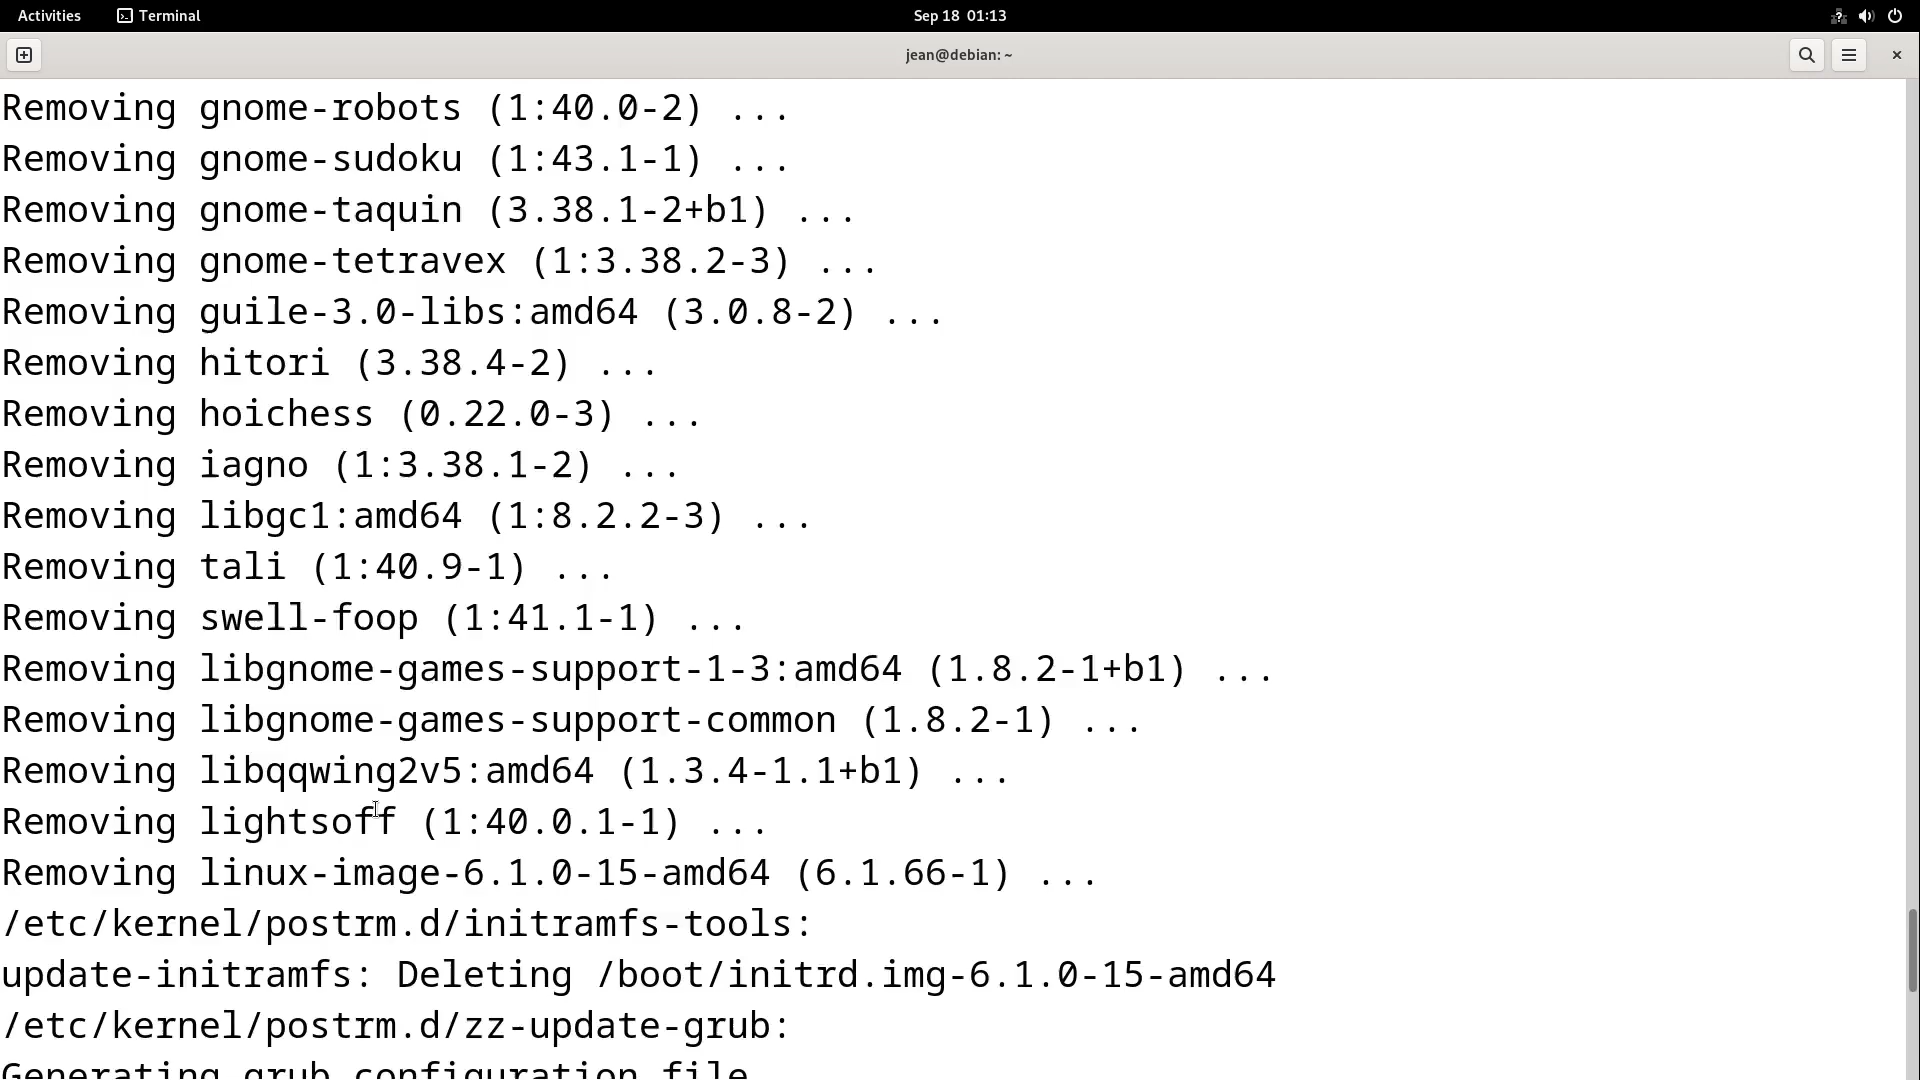 Activities Terminal Sep 18 01:13
jean@debian: ~
Removing gnome-robots (1:40.0-2) ...
Removing gnome-sudoku (1:43.1-1) ...
Removing gnome-taquin (3.38.1-2+b1) ...
Removing gnome-tetravex (1:3.38.2-3) ...
Removing guile-3.0-libs:amd64 (3.0.8-2) ...
Removing hitori (3.38.4-2) ...
Removing hoichess (0.22.0-3) ...
Removing iagno (1:3.38.1-2) ...
Removing libgc1:amd64 (1:8.2.2-3) ...
Removing tali (1:40.9-1) ...
Removing swell-foop (1:41.1-1) ...
Removing libgnome-games-support-1-3:amd64 (1.8.2-1+b1) ...
Removing libgnome-games-support-common (1.8.2-1) ...
Removing libqqwing2v5:amd64 (1.3.4-1.1+b1) ...
Removing lightsoff (1:40.0.1-1) ...
Removing linux-image-6.1.0-15-amd64 (6.1.66-1) ...
/etc/kernel/postrm.d/initramfs-tools:
update-initramfs: Deleting /boot/initrd.img-6.1.0-15-amd64
/etc/kernel/postrm.d/zz-update-grub:
Generating grub configuration file